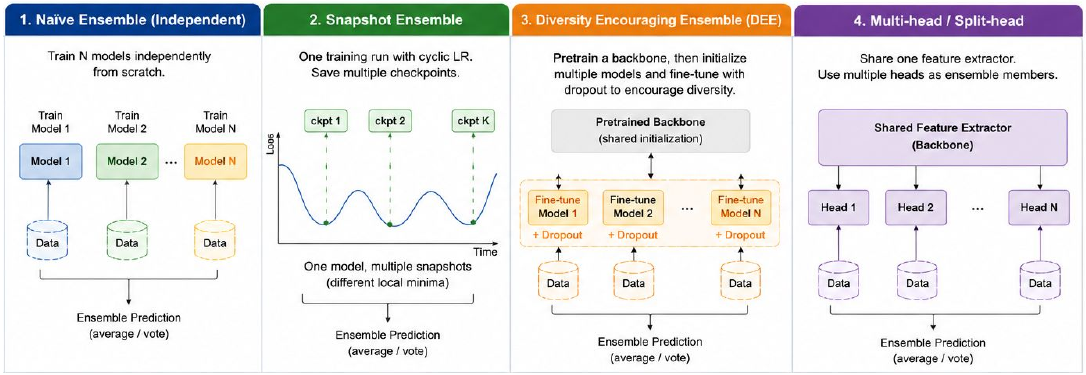 1. Naïve Ensemble (Independent)
Train N models independently
from scratch.
Train
Model 1
Train
Model 2
Train
Model N
Model 1
Model 2
...
Model N
Data
Data
Data
Ensemble Prediction
(average / vote)
2. Snapshot Ensemble
One training run with cyclic LR.
Save multiple checkpoints.
ckpt 1
ckpt 2
ckpt K
Loss
Time
One model, multiple snapshots
(different local minima)
Ensemble Prediction
(average / vote)
3. Diversity Encouraging Ensemble (DEE)
Pretrain a backbone, then initialize
multiple models and fine-tune with
dropout to encourage diversity.
Pretrained Backbone
(shared initialization)
Fine-tune
Model 1
Fine-tune
Model 2
...
Fine-tune
Model N
+ Dropout
+ Dropout
+ Dropout
Data
Data
Data
Ensemble Prediction
(average / vote)
4. Multi-head / Split-head
Share one feature extractor.
Use multiple heads as ensemble members.
Shared Feature Extractor
(Backbone)
Head 1
Head 2
...
Head N
Data
Data
Data
Ensemble Prediction
(average / vote)